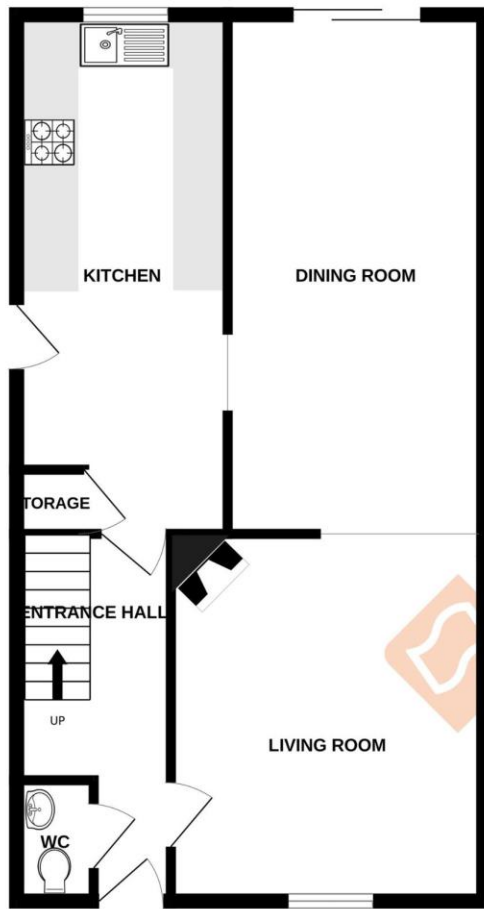 KITCHEN
DINING ROOM
TORAGE
ENTRANCE HALL
UP
LIVING ROOM
WC